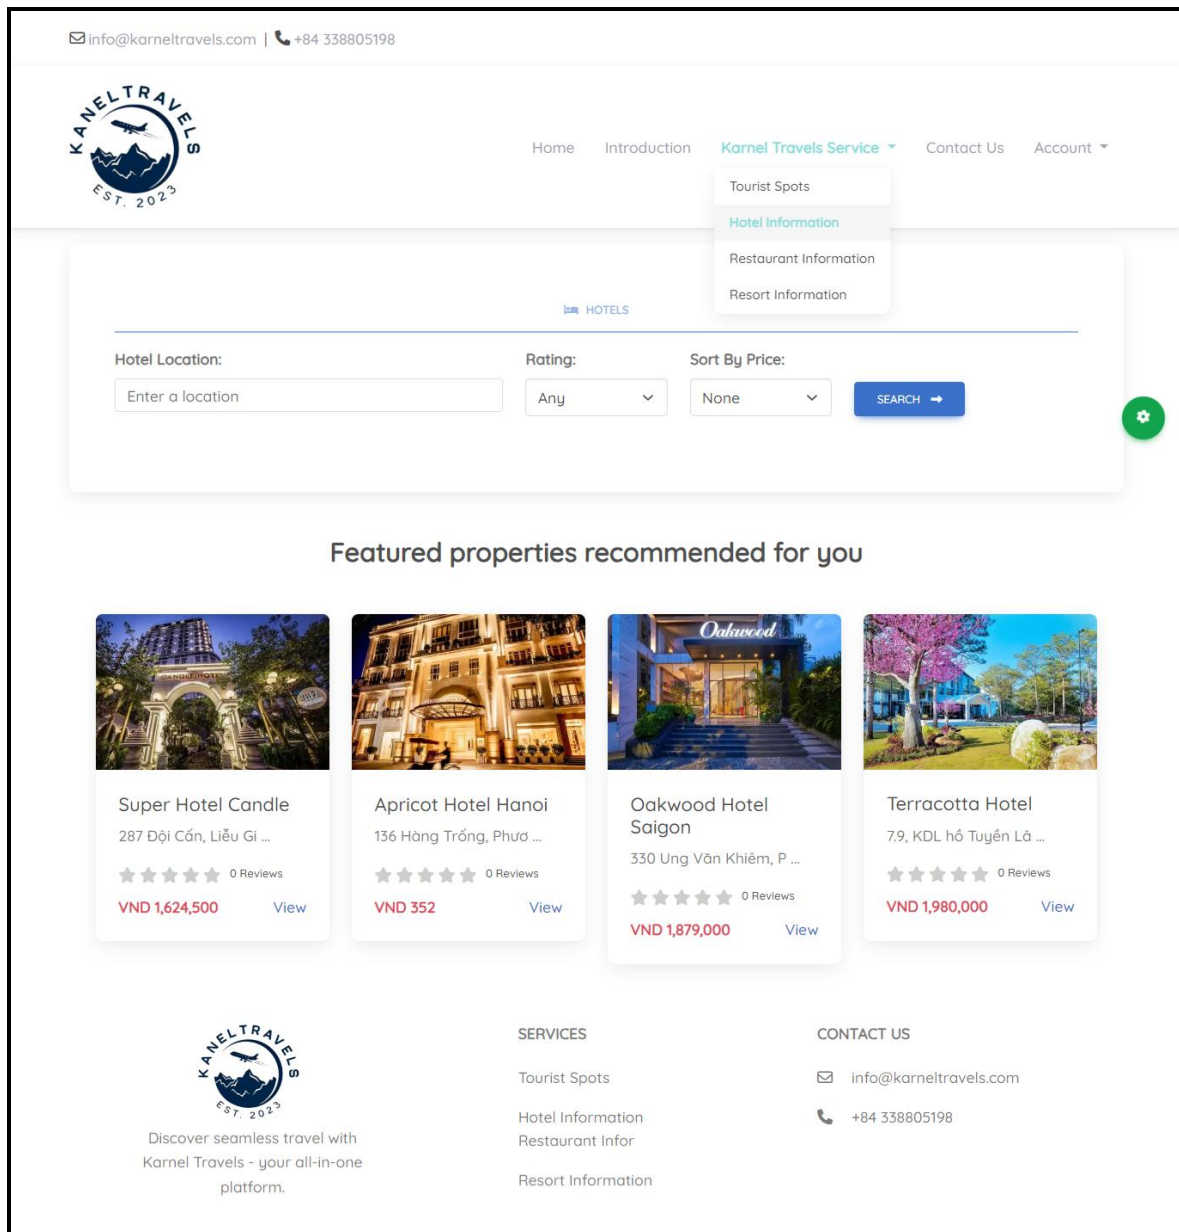 info@karneltravels.com | +84 338805198
KANELTRAVELS
EST. 2023
Home Introduction Karnel Travels Service Contact Us Account
Tourist Spots
Hotel Information
Restaurant Information
Resort Information
HOTELS
Hotel Location: Rating: Sort By Price:
Enter a location Any None SEARCH
Featured properties recommended for you
CANDLE HOTEL
Oakwood
Super Hotel Candle
287 Đội Cấn, Liễu Gi ...
0 Reviews
VND 1,624,500 View
Apricot Hotel Hanoi
136 Hàng Trống, Phươ ...
0 Reviews
VND 352 View
Oakwood Hotel
Saigon
330 Ung Văn Khiêm, P ...
0 Reviews
VND 1,879,000 View
Terracotta Hotel
7.9, KDL hồ Tuyền Lâ ...
0 Reviews
VND 1,980,000 View
KANELTRAVELS
EST. 2023
Discover seamless travel with
Karnel Travels - your all-in-one
platform.
SERVICES
Tourist Spots
Hotel Information
Restaurant Infor
Resort Information
CONTACT US
info@karneltravels.com
+84 338805198